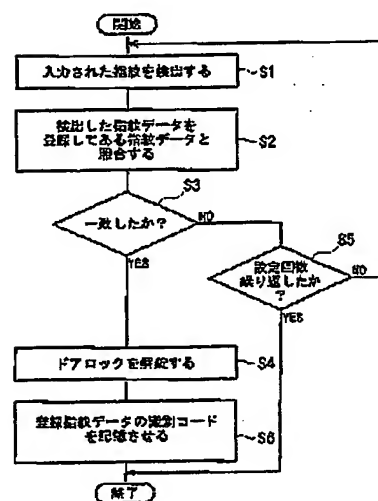 開始
入力された指紋を検出する
S1
検出した指紋データを
登録してある指紋データと
照合する
S2
S3
一致したか？
NO
YES
S5
設定回数
繰り返したか
？
NO
YES
ドアロックを解錠する
S4
登録指紋データの識別コード
を記憶させる
S6
終了